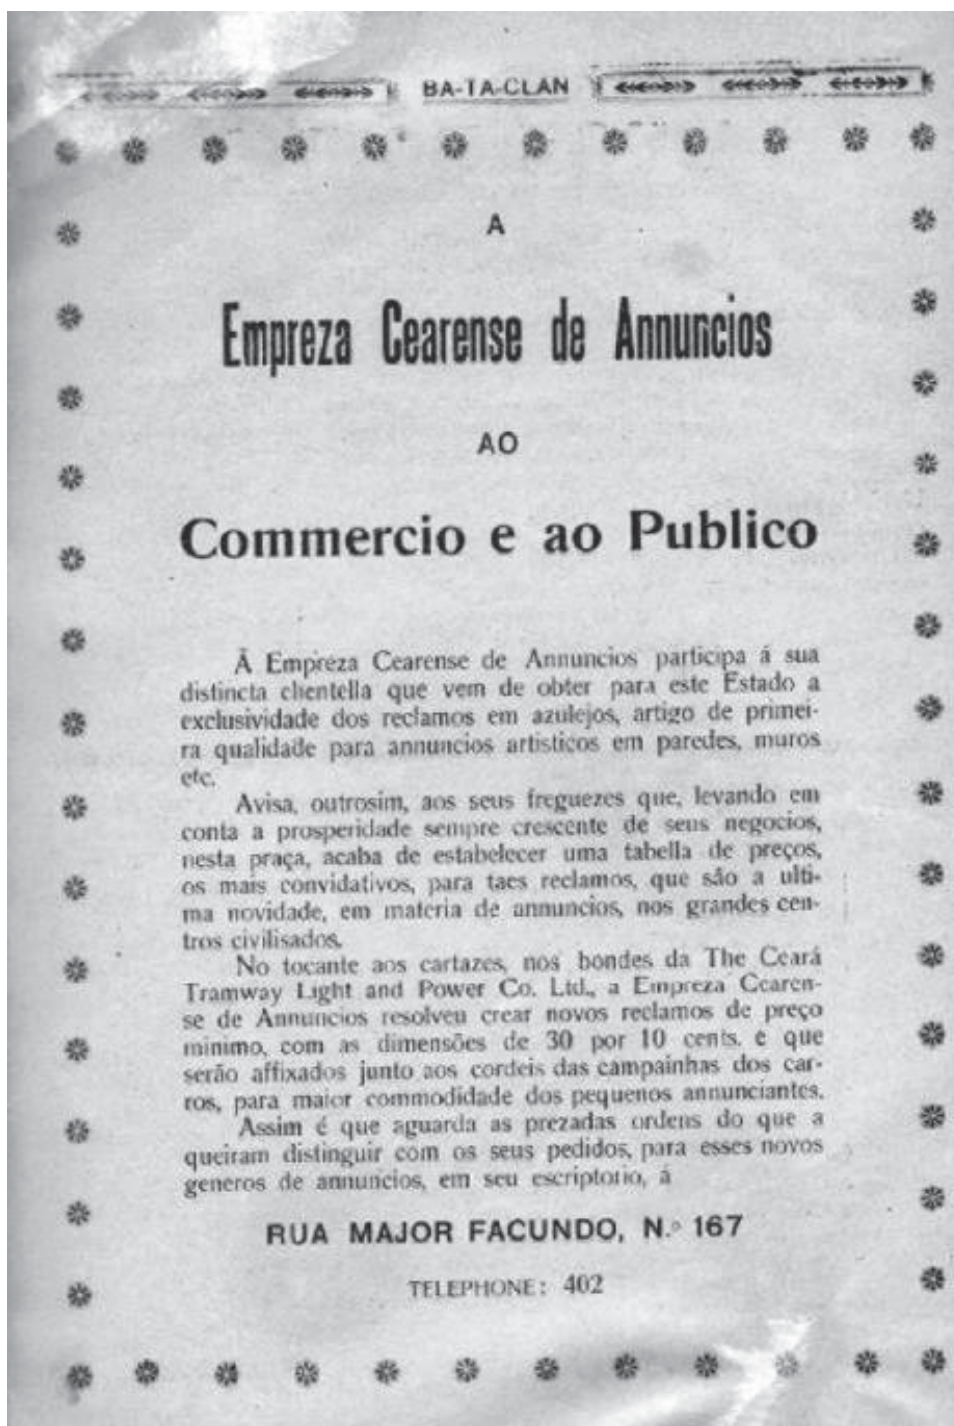 BA-TA-CLAN
A
Empreza Cearense de Annuncios
AO
Commercio e ao Publico
Ã Empreza Cearense de Annuncios participa á sua
distincta clientella que vem de obter para este Estado a
exclusividade dos reclamos em azulejos, artigo de primei-
ra qualidade para annuncios artisticos em paredes, muros
etc.
Avisa, outrosim, aos seus freguezes que, levando em
conta a prosperidade sempre crescente de seus negocios,
nesta praça, acaba de estabelecer uma tabella de preços,
os mais convidativos, para taes reclamos, que são a ulti-
ma novidade, em materia de annuncios, nos grandes cen-
tros civilisados.
No tocante aos cartazes, nos bondes da The Ceará
Tramway Light and Power Co. Ltd., a Empreza Cearen-
se de Annuncios resolveu crear novos reclamos de preço
minimo, com as dimensões de 30 por 10 cents. e que
serão affixados junto aos cordeis das campainhas dos car-
ros, para maior commodidade dos pequenos annunciantes.
Assim é que aguarda as prezadas ordens do que a
queiram distinguir com os seus pedidos, para esses novos
generos de annuncios, em seu escriptorio, á
RUA MAJOR FACUNDO, N.º 167
TELEPHONE: 402